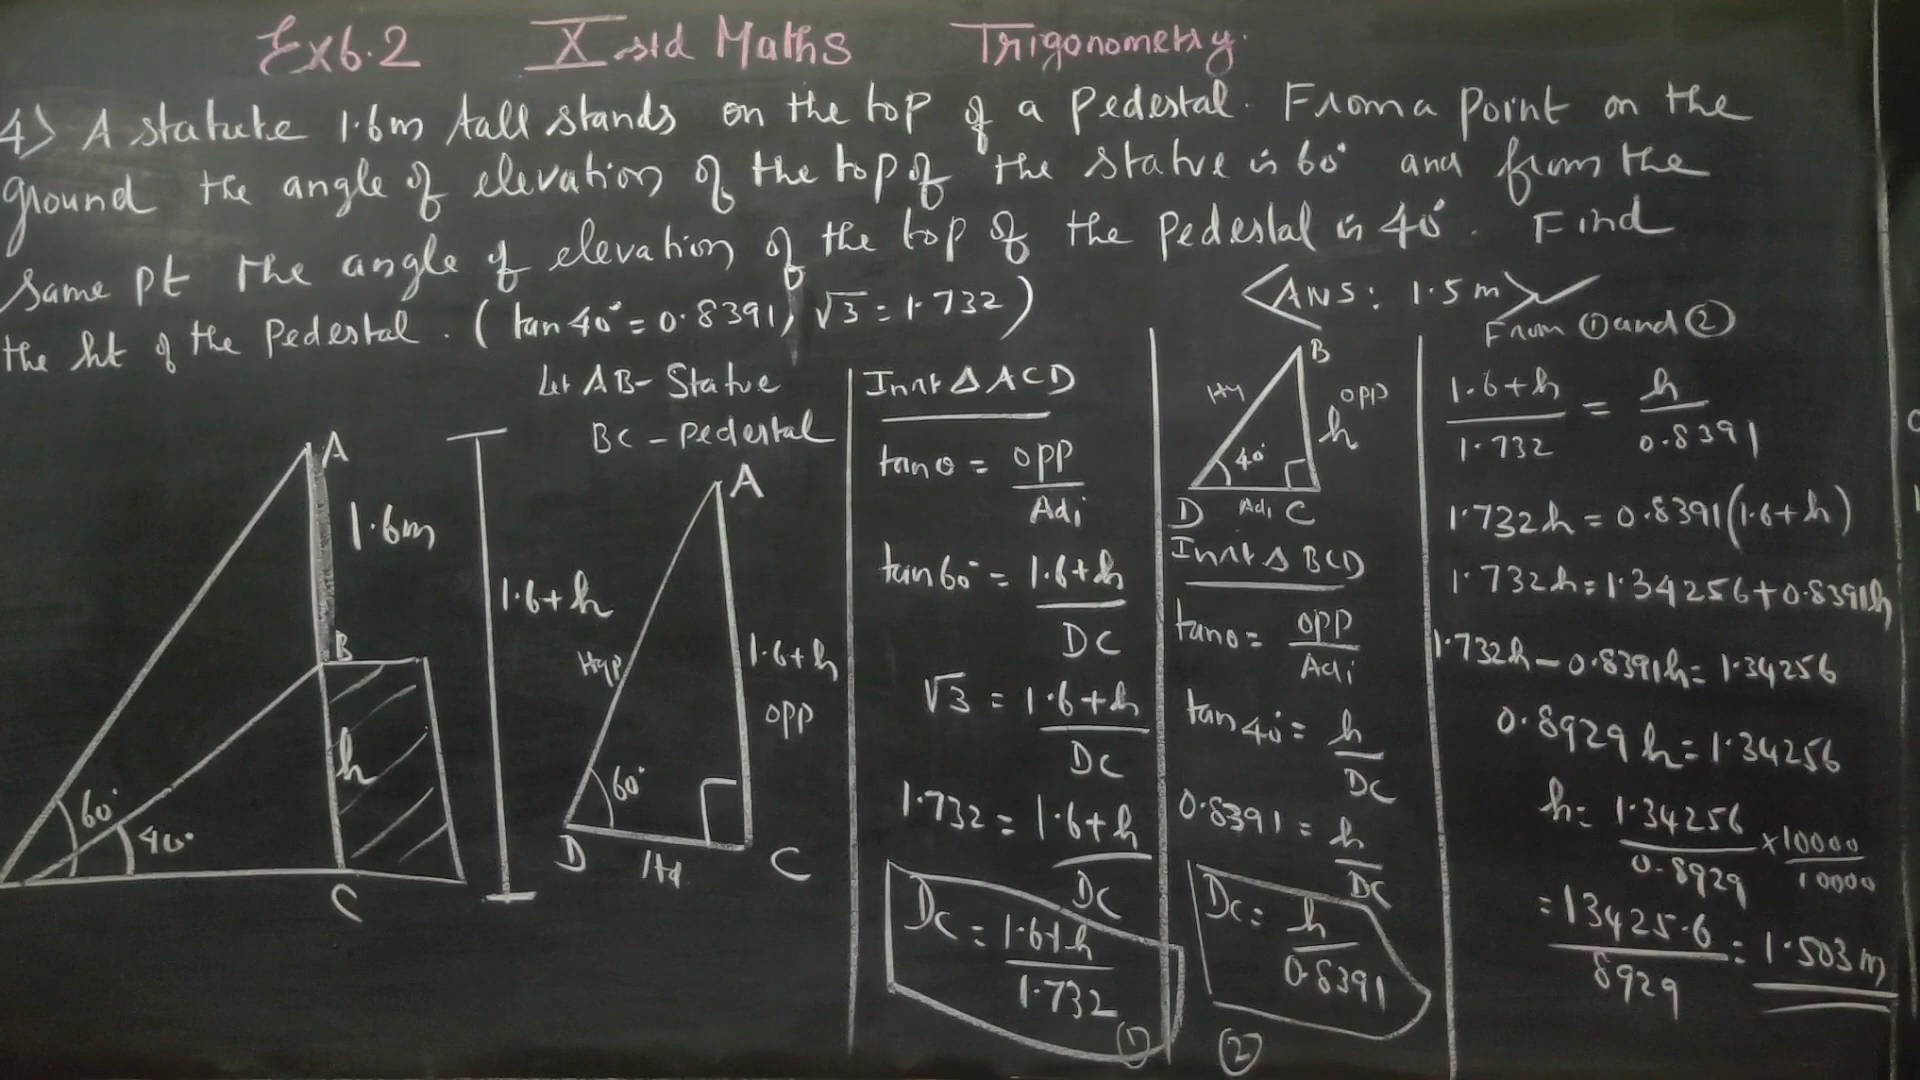 Ex 6.2 X std Maths Trigonometry.
4) A statute 1.6m tall stands on the top of a pedestal. From a point on the
ground the angle of elevation of the top of the statue is 60° and from the
same pt the angle of elevation of the top of the pedestal is 40°. Find
the ht of the pedestal. (tan 40° = 0.8391, √3 = 1.732)
<ANS: 1.5 m>
Let AB - Statue
BC - Pedestal
A
1.6m
B
h
60°
40°
C
1.6+h
A
Hyp
1.6+h
opp
60°
D
C
In rt Δ ACD
tan θ = opp / Adj
tan 60° = 1.6+h / DC
√3 = 1.6+h / DC
1.732 = 1.6+h / DC
DC = 1.6+h / 1.732
①
B
Hy
opp
h
40°
D Adj C
In rt Δ BCD
tan θ = opp / Adj
tan 40° = h / DC
0.8391 = h / DC
DC = h / 0.8391
②
From ① and ②
1.6+h / 1.732 = h / 0.8391
1.732h = 0.8391(1.6+h)
1.732h = 1.34256 + 0.8391h
1.732h - 0.8391h = 1.34256
0.8929 h = 1.34256
h = 1.34256 / 0.8929 × 10000 / 10000
= 13425.6 / 8929 = 1.503 m